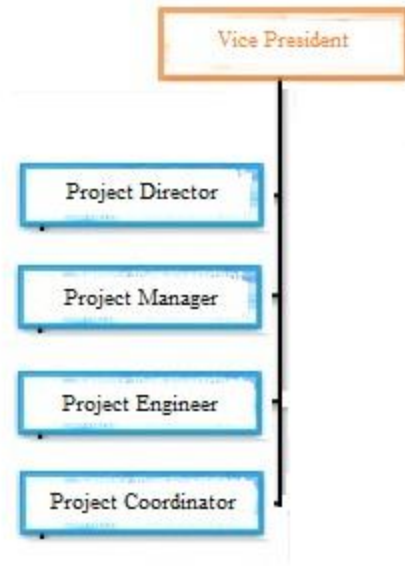 Vice President
Project Director
Project Manager
Project Engineer
Project Coordinator